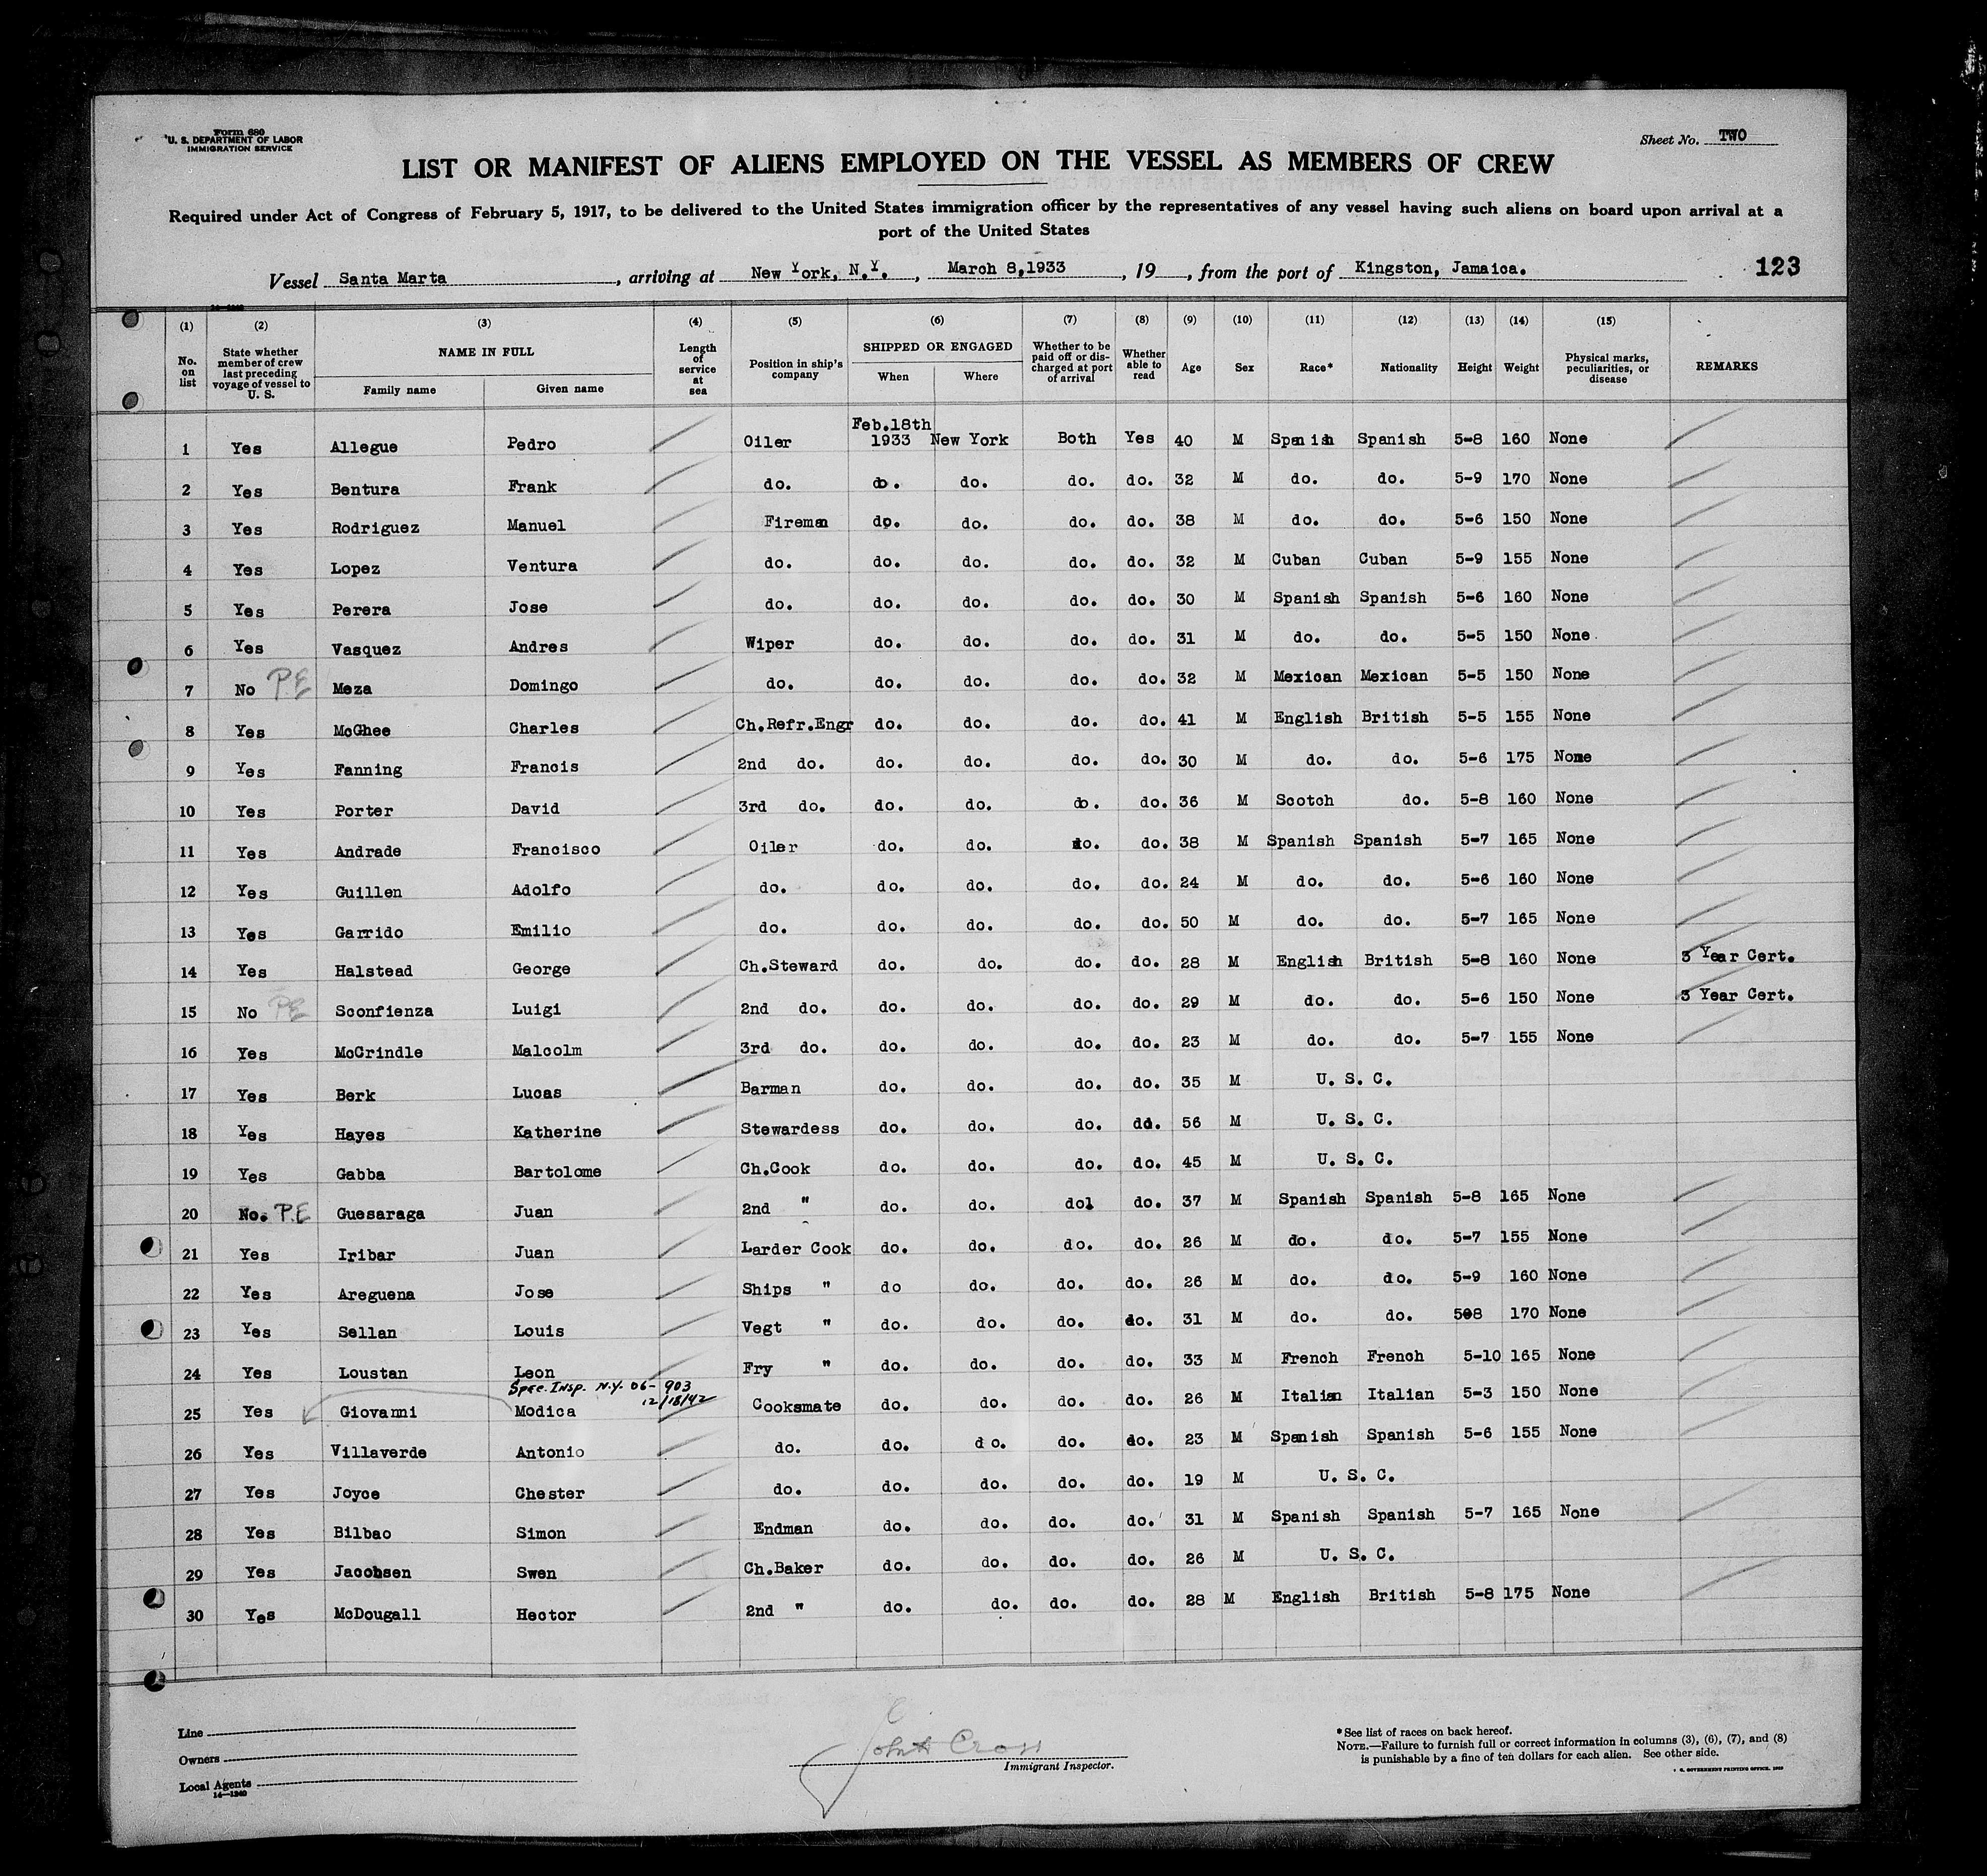 Form 680
U. S. DEPARTMENT OF LABOR
IMMIGRATION SERVICE
Sheet No. TWO
LIST OR MANIFEST OF ALIENS EMPLOYED ON THE VESSEL AS MEMBERS OF CREW
Required under Act of Congress of February 5, 1917, to be delivered to the United States immigration officer by the representatives of any vessel having such aliens on board upon arrival at a
port of the United States
Vessel Santa Marta, arriving at New York, N.Y., March 8,1933, 19, from the port of Kingston, Jamaica. 123
(1) (2) (3) (4) (5) (6) (7) (8) (9) (10) (11) (12) (13) (14) (15)
No. on list State whether member of crew last preceding voyage of vessel to U. S. NAME IN FULL Family name Given name Length of service at sea Position in ship's company SHIPPED OR ENGAGED When Where Whether to be paid off or discharged at port of arrival Whether able to read Age Sex Race* Nationality Height Weight Physical marks, peculiarities, or disease REMARKS
Feb.18th
1 Yes Allegue Pedro Oiler 1933 New York Both Yes 40 M Spanish Spanish 5-8 160 None
2 Yes Bentura Frank do. do. do. do. do. 32 M do. do. 5-9 170 None
3 Yes Rodriguez Manuel Fireman do. do. do. do. 38 M do. do. 5-6 150 None
4 Yes Lopez Ventura do. do. do. do. do. 32 M Cuban Cuban 5-9 155 None
5 Yes Perera Jose do. do. do. do. do. 30 M Spanish Spanish 5-6 160 None
6 Yes Vasquez Andres Wiper do. do. do. do. 31 M do. do. 5-5 150 None
7 No PE Meza Domingo do. do. do. do. do. 32 M Mexican Mexican 5-5 150 None
8 Yes McGhee Charles Ch.Refr.Engr do. do. do. do. 41 M English British 5-5 155 None
9 Yes Fanning Francis 2nd do. do. do. do. do. 30 M do. do. 5-6 175 None
10 Yes Porter David 3rd do. do. do. do. do. 36 M Scotch do. 5-8 160 None
11 Yes Andrade Francisco Oiler do. do. do. do. 38 M Spanish Spanish 5-7 165 None
12 Yes Guillen Adolfo do. do. do. do. do. 24 M do. do. 5-6 160 None
13 Yes Garrido Emilio do. do. do. do. do. 50 M do. do. 5-7 165 None
14 Yes Halstead George Ch.Steward do. do. do. do. 28 M English British 5-8 160 None 3 Year Cert.
15 No PE Sconfienza Luigi 2nd do. do. do. do. do. 29 M do. do. 5-6 150 None 3 Year Cert.
16 Yes McCrindle Malcolm 3rd do. do. do. do. do. 23 M do. do. 5-7 155 None
17 Yes Berk Lucas Barman do. do. do. do. 35 M U. S. C.
18 Yes Hayes Katherine Stewardess do. do. do. dd. 56 M U. S. C.
19 Yes Gabba Bartolome Ch.Cook do. do. do. do. 45 M U. S. C.
20 No. P.E Guesaraga Juan 2nd " do. do. dol do. 37 M Spanish Spanish 5-8 165 None
21 Yes Iribar Juan Larder Cook do. do. do. do. 26 M do. do. 5-7 155 None
22 Yes Areguena Jose Ships " do do. do. do. 26 M do. do. 5-9 160 None
23 Yes Sellan Louis Vegt " do. do. do. do. 31 M do. do. 508 170 None
24 Yes Loustan Leon Fry " do. do. do. do. 33 M French French 5-10 165 None
Spec. Insp. N.Y. 06-903
12/18/42
25 Yes Giovanni Modica Cooksmate do. do. do. do. 26 M Italian Italian 5-3 150 None
26 Yes Villaverde Antonio do. do. do. do. do. 23 M Spanish Spanish 5-6 155 None
27 Yes Joyce Chester do. do. do. do. do. 19 M U. S. C.
28 Yes Bilbao Simon Endman do. do. do. do. 31 M Spanish Spanish 5-7 165 None
29 Yes Jacobsen Swen Ch.Baker do. do. do. do. 26 M U. S. C.
30 Yes McDougall Hector 2nd " do. do. do. do. 28 M English British 5-8 175 None
Line
Owners
Local Agents
14—1240
John Cross
Immigrant Inspector.
*See list of races on back hereof.
NOTE.—Failure to furnish full or correct information in columns (3), (6), (7), and (8)
is punishable by a fine of ten dollars for each alien. See other side.
GOVERNMENT PRINTING OFFICE